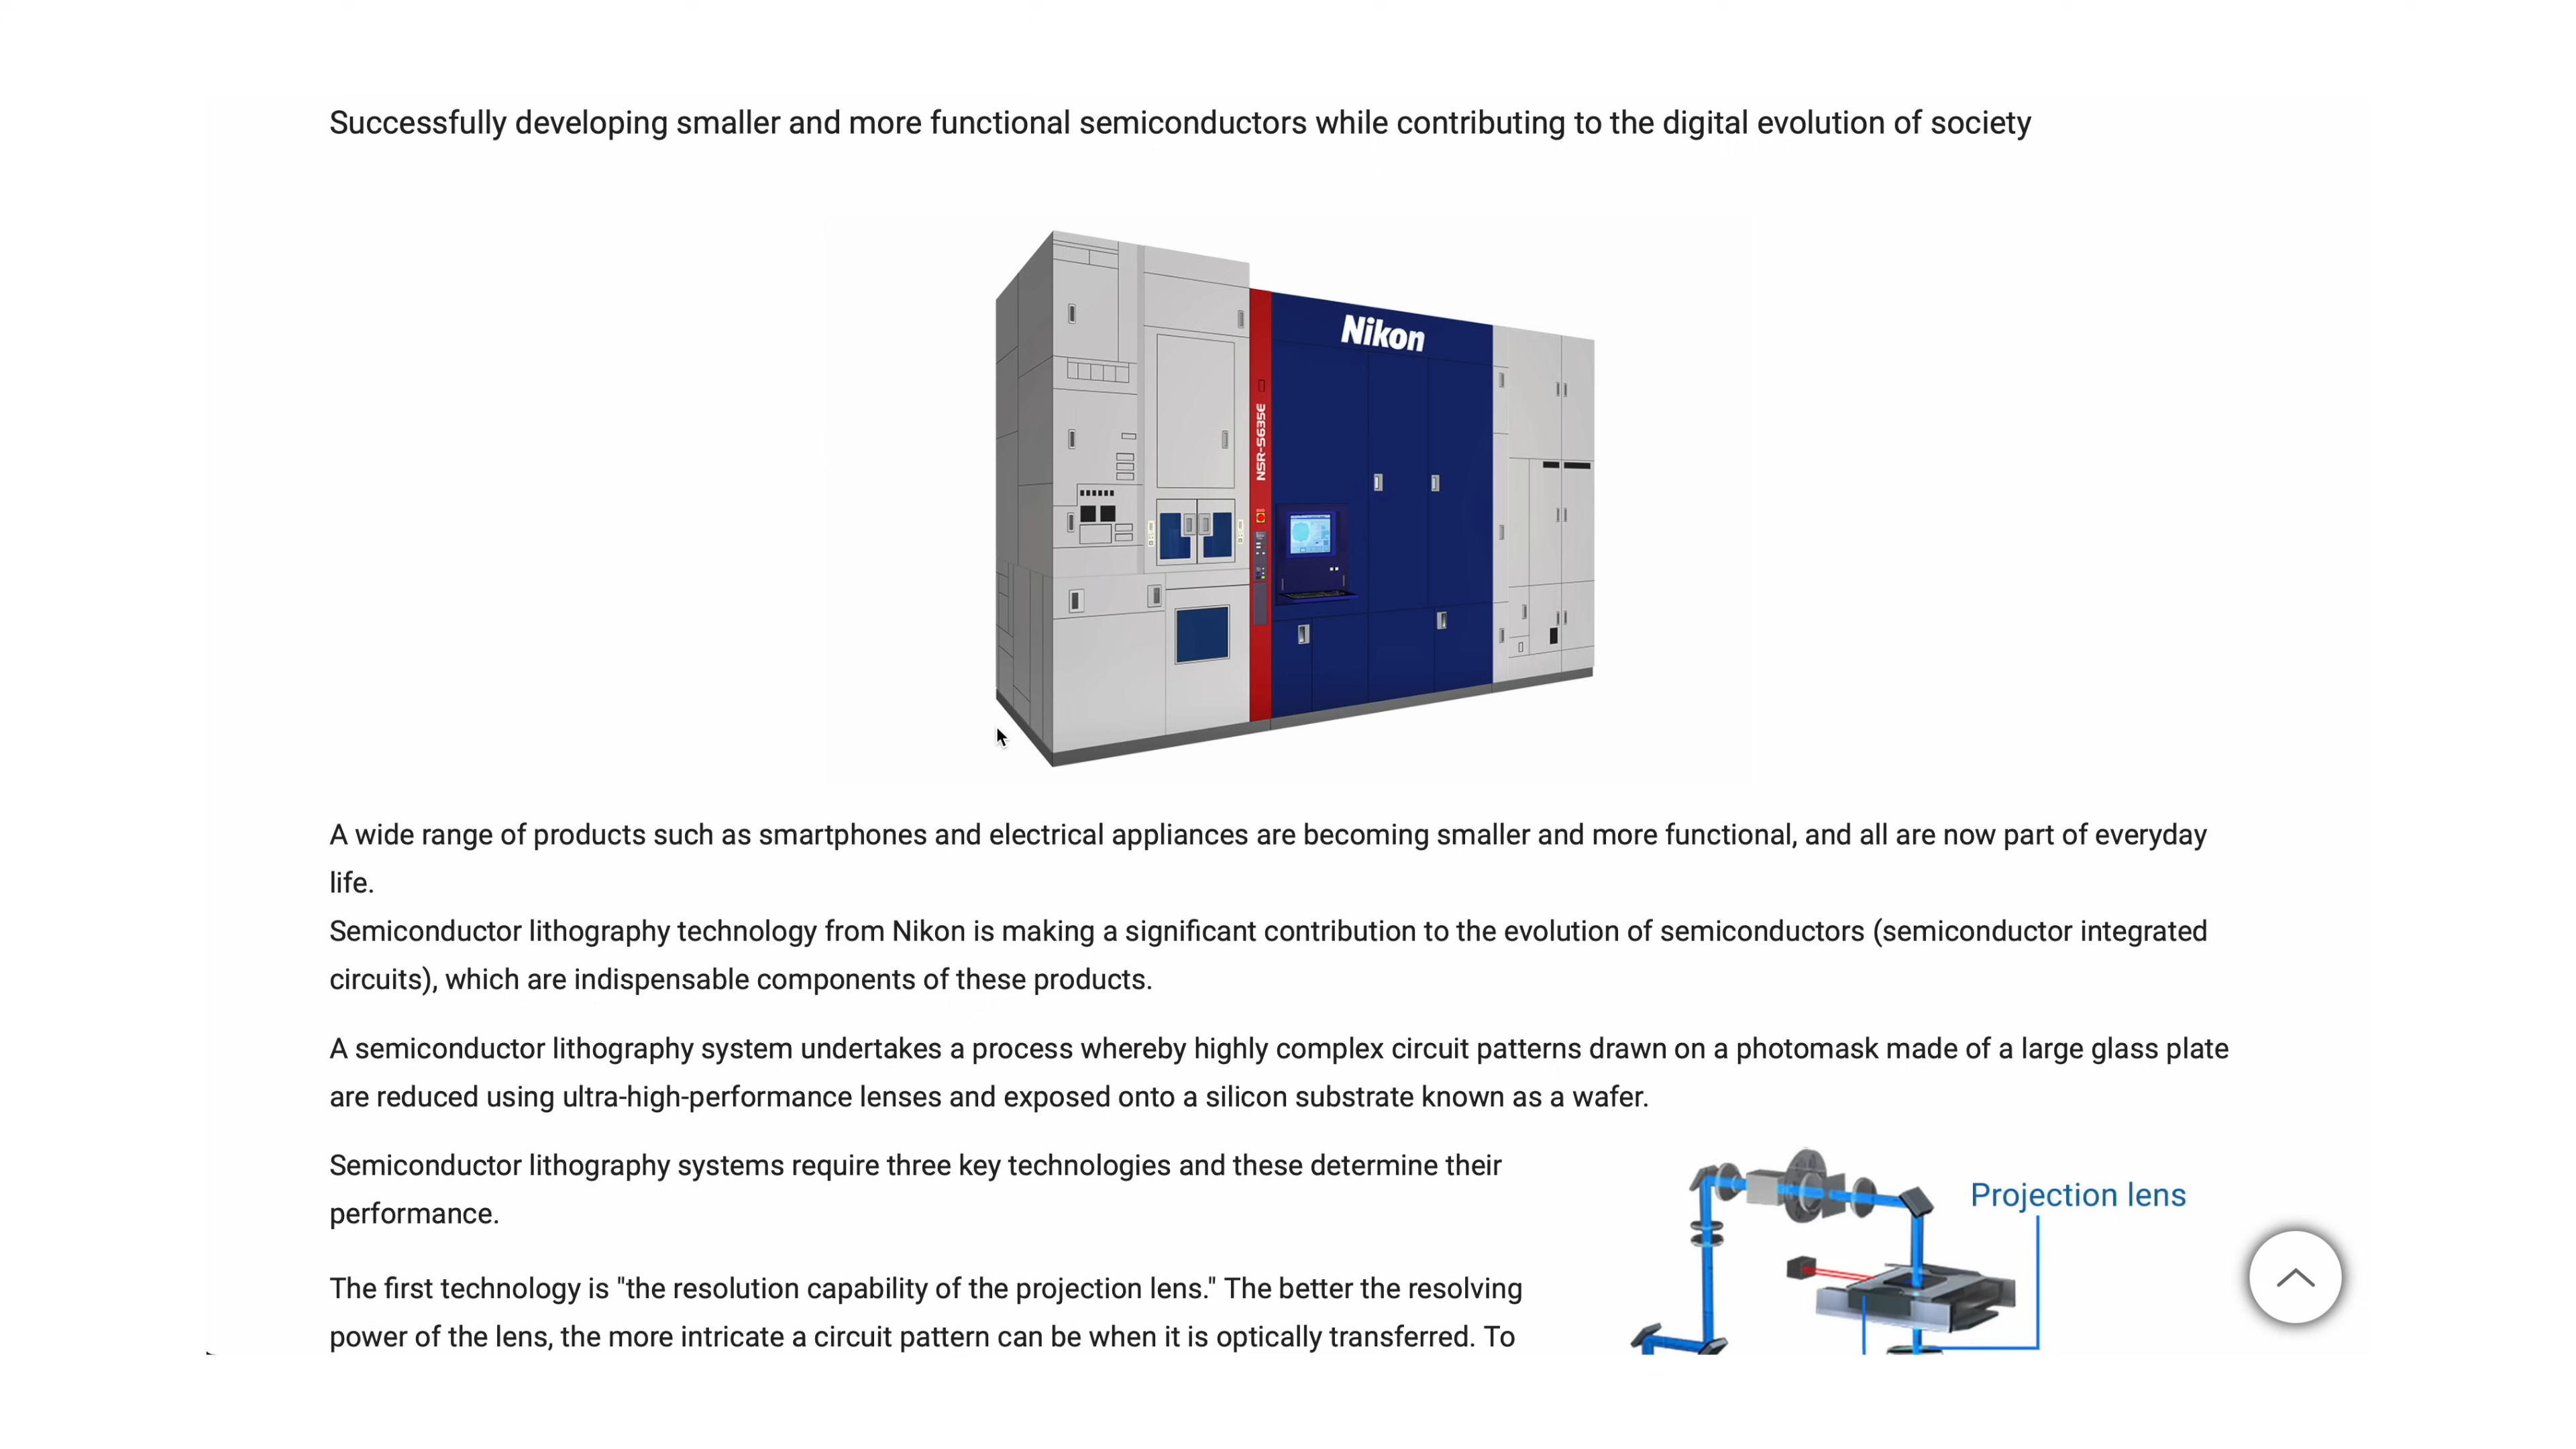 Successfully developing smaller and more functional semiconductors while contributing to the digital evolution of society
Nikon
NSR-S635E
A wide range of products such as smartphones and electrical appliances are becoming smaller and more functional, and all are now part of everyday
life.
Semiconductor lithography technology from Nikon is making a significant contribution to the evolution of semiconductors (semiconductor integrated
circuits), which are indispensable components of these products.
A semiconductor lithography system undertakes a process whereby highly complex circuit patterns drawn on a photomask made of a large glass plate
are reduced using ultra-high-performance lenses and exposed onto a silicon substrate known as a wafer.
Semiconductor lithography systems require three key technologies and these determine their
performance.
Projection lens
The first technology is "the resolution capability of the projection lens." The better the resolving
power of the lens, the more intricate a circuit pattern can be when it is optically transferred. To